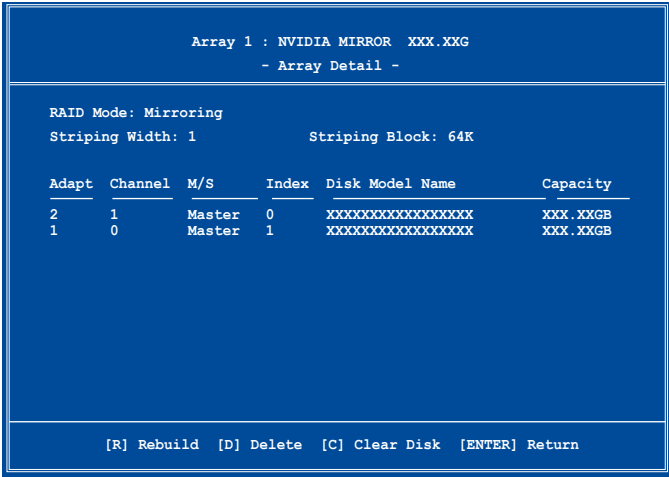 Array 1 : NVIDIA MIRROR  XXX.XXG
- Array Detail -
RAID Mode: Mirroring
Striping Width: 1    Striping Block: 64K
Adapt  Channel  M/S  Index  Disk Model Name  Capacity
2  1  Master  0  XXXXXXXXXXXXXXXXX  XXX.XXGB
1  0  Master  1  XXXXXXXXXXXXXXXXX  XXX.XXGB
[R] Rebuild  [D] Delete  [C] Clear Disk  [ENTER] Return